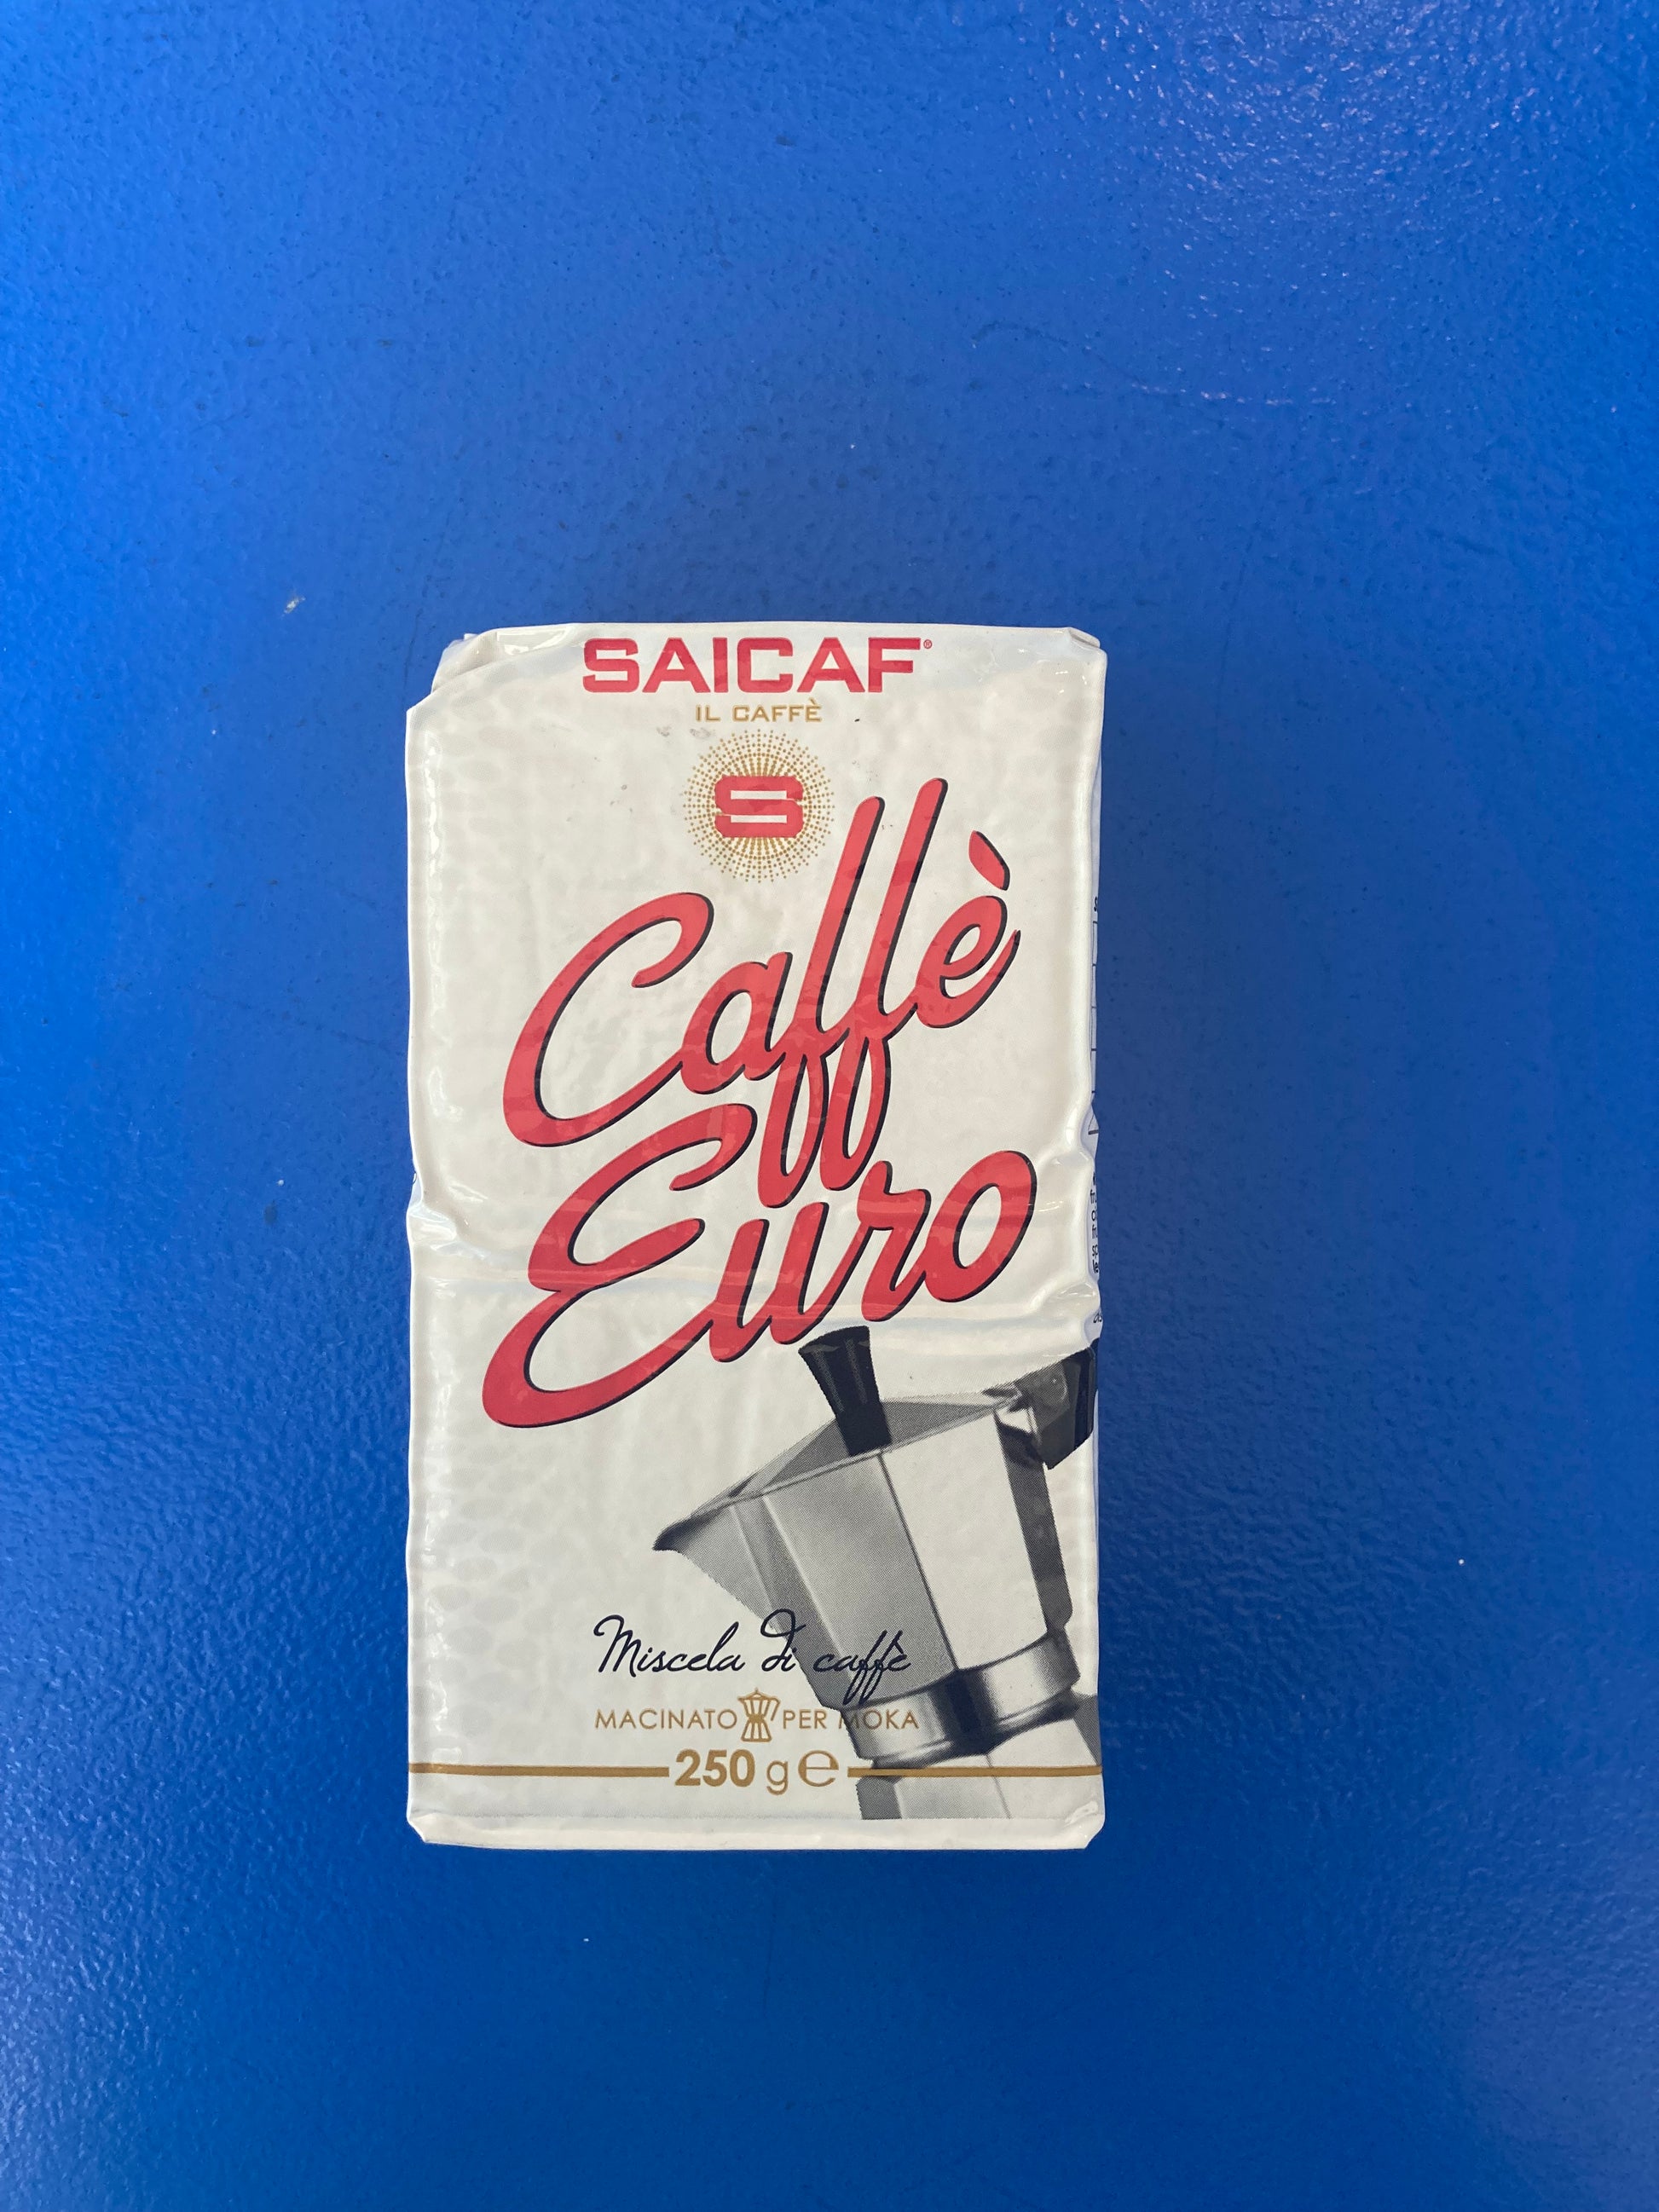 SAICAF®
IL CAFFÈ
S
Caffè
Euro
Miscela di caffè
MACINATO PER MOKA
250 g e